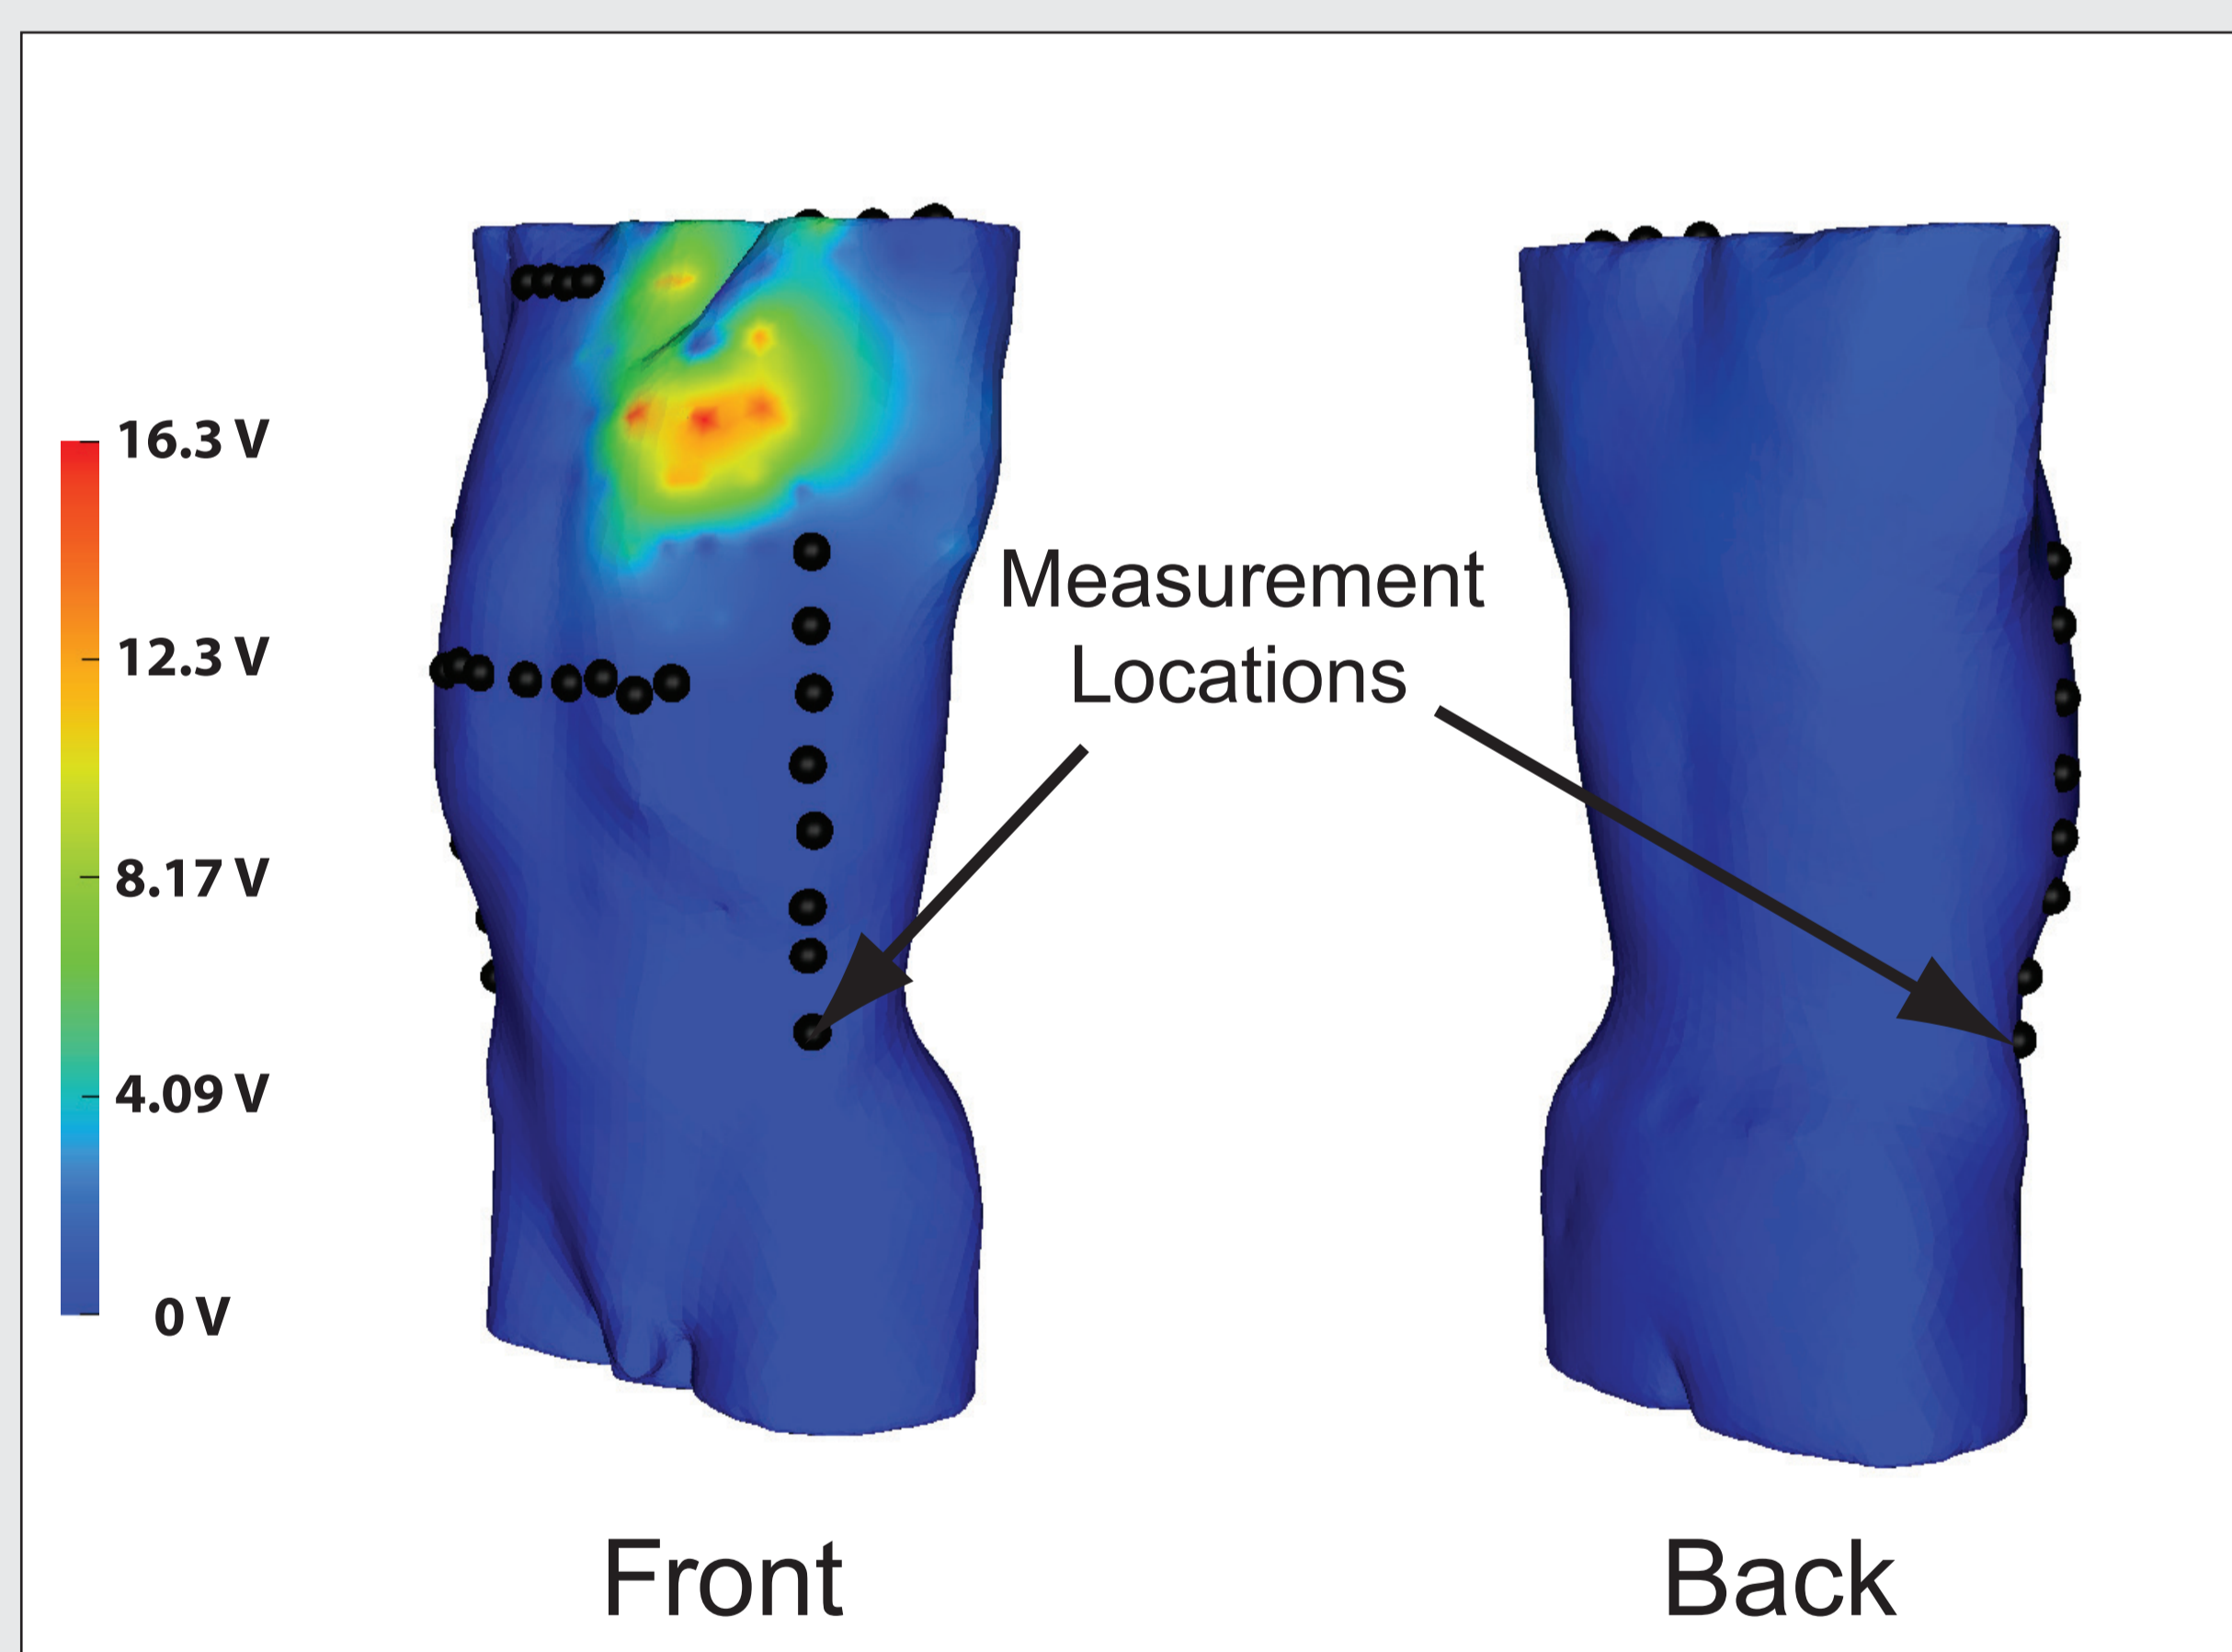 16.3 V
12.3 V
8.17 V
4.09 V
0 V
Measurement
Locations
Front
Back